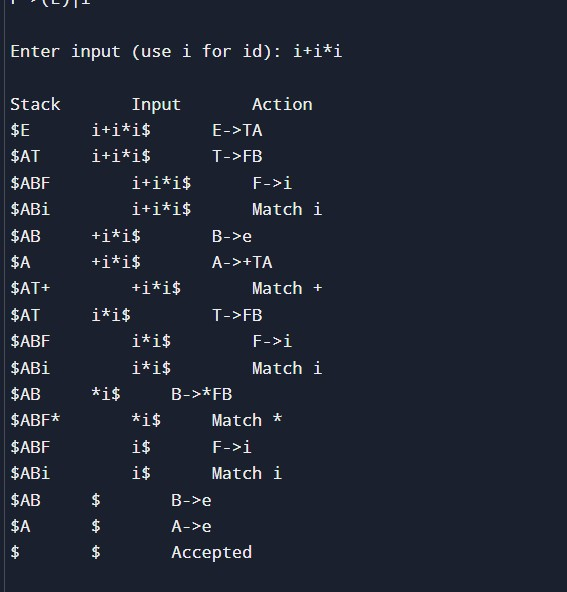 Enter input (use i for id): i+i*i
Stack Input Action
$E i+i*i$ E->TA
$AT i+i*i$ T->FB
$ABF i+i*i$ F->i
$ABi i+i*i$ Match i
$AB +i*i$ B->e
$A +i*i$ A->+TA
$AT+ +i*i$ Match +
$AT i*i$ T->FB
$ABF i*i$ F->i
$ABi i*i$ Match i
$AB *i$ B->*FB
$ABF* *i$ Match *
$ABF i$ F->i
$ABi i$ Match i
$AB $ B->e
$A $ A->e
$ $ Accepted